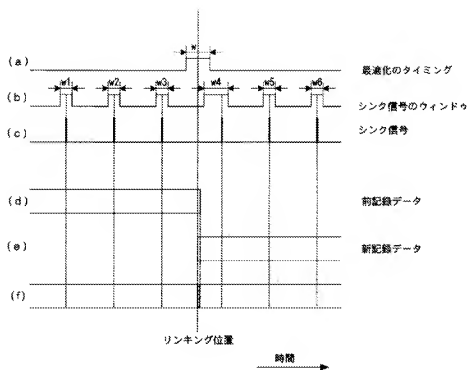 w
(a) 最適化のタイミング
w1 w2 w3 w4 w5 w6
(b) シンク信号のウィンドウ
(c) シンク信号
(d) 前記録データ
(e) 新記録データ
(f)
リンキング位置
時間